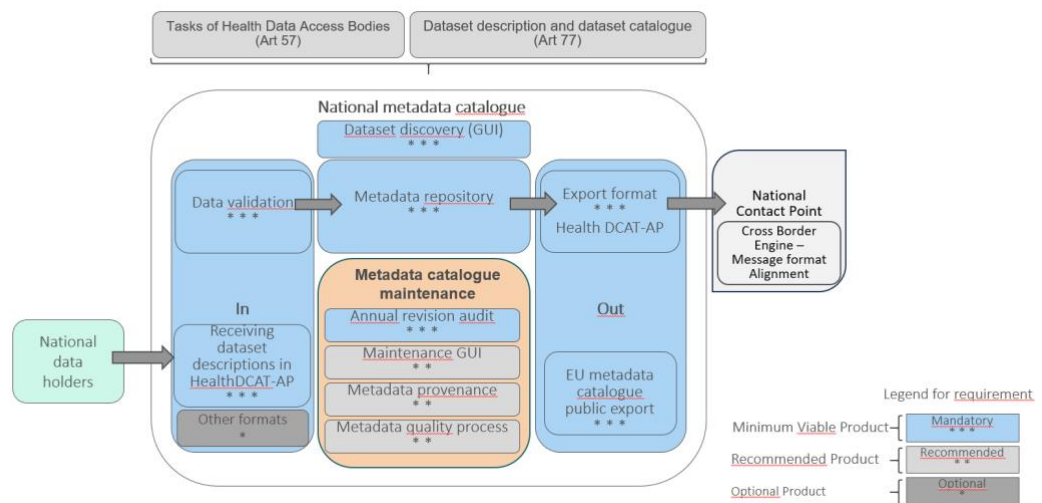 Tasks of Health Data Access Bodies
(Art 57)
Dataset description and dataset catalogue
(Art 77)
National metadata catalogue
Dataset discovery (GUI)
* * *
Data validation
* * *
Metadata repository
* * *
Export format
* * *
Health DCAT-AP
National
Contact Point
Cross Border
Engine –
Message format
Alignment
In
Receiving
dataset
descriptions in
HealthDCAT-AP
* * *
Other formats
*
Metadata catalogue
maintenance
Annual revision audit
* * *
Maintenance GUI
* *
Metadata provenance
* *
Metadata quality process
* *
Out
EU metadata
catalogue
public export
* * *
National
data
holders
Legend for requirement
Minimum Viable Product
Mandatory
* * *
Recommended Product
Recommended
* *
Optional Product
Optional
*